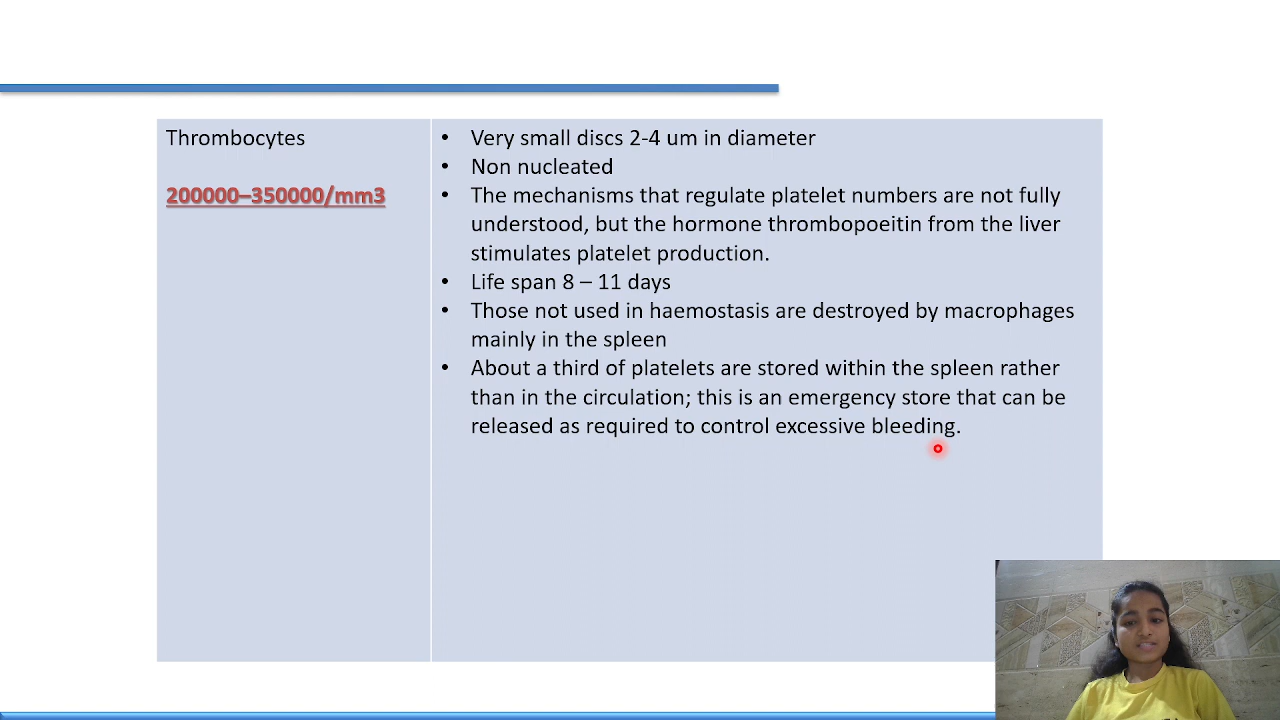 Thrombocytes
200000–350000/mm3
• Very small discs 2-4 um in diameter
• Non nucleated
• The mechanisms that regulate platelet numbers are not fully
understood, but the hormone thrombopoeitin from the liver
stimulates platelet production.
• Life span 8 – 11 days
• Those not used in haemostasis are destroyed by macrophages
mainly in the spleen
• About a third of platelets are stored within the spleen rather
than in the circulation; this is an emergency store that can be
released as required to control excessive bleeding.